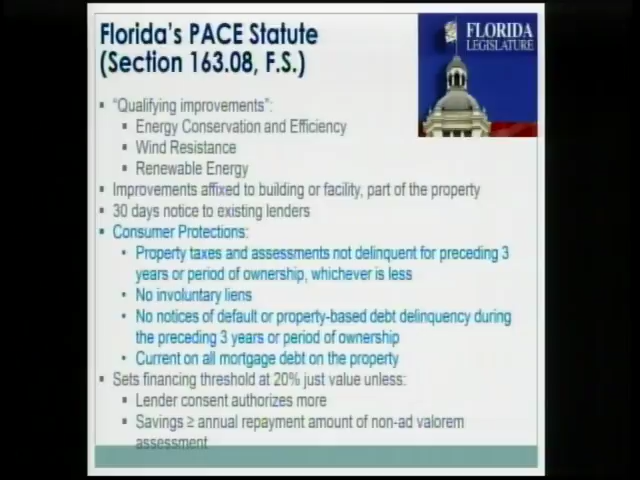 Florida's PACE Statute
(Section 163.08, F.S.)
FLORIDA
LEGISLATURE
▪ "Qualifying improvements":
▪ Energy Conservation and Efficiency
▪ Wind Resistance
▪ Renewable Energy
▪ Improvements affixed to building or facility, part of the property
▪ 30 days notice to existing lenders
▪ Consumer Protections:
▪ Property taxes and assessments not delinquent for preceding 3
years or period of ownership, whichever is less
▪ No involuntary liens
▪ No notices of default or property-based debt delinquency during
the preceding 3 years or period of ownership
▪ Current on all mortgage debt on the property
▪ Sets financing threshold at 20% just value unless:
▪ Lender consent authorizes more
▪ Savings ≥ annual repayment amount of non-ad valorem
assessment